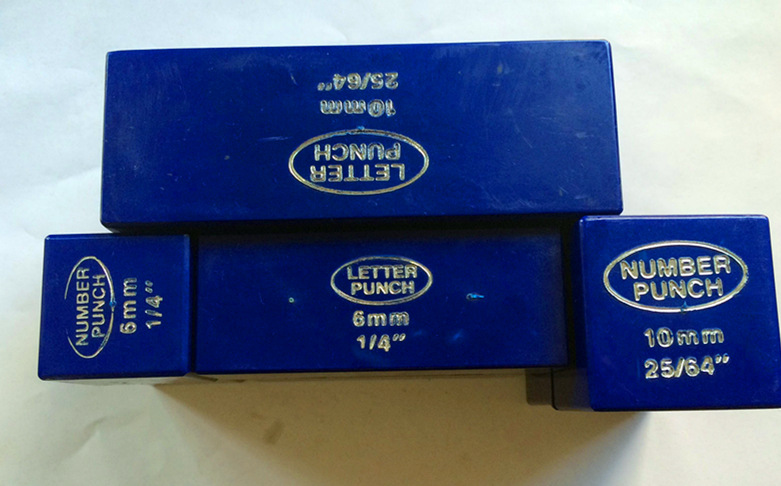 LETTER
PUNCH
10mm
25/64"
NUMBER
PUNCH
6mm
1/4"
LETTER
PUNCH
6mm
1/4"
NUMBER
PUNCH
10mm
25/64"